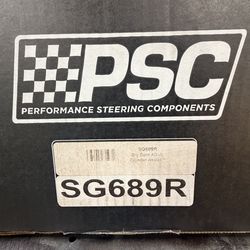 PSC
PERFORMANCE STEERING COMPONENTS
SG689R
SG689R